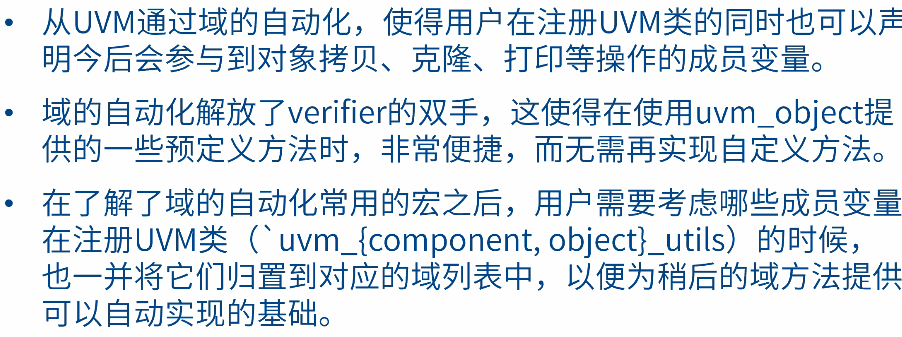 • 从UVM通过域的自动化，使得用户在注册UVM类的同时也可以声
明今后会参与到对象拷贝、克隆、打印等操作的成员变量。
• 域的自动化解放了verifier的双手，这使得在使用uvm_object提
供的一些预定义方法时，非常便捷，而无需再实现自定义方法。
• 在了解了域的自动化常用的宏之后，用户需要考虑哪些成员变量
在注册UVM类（`uvm_{component, object}_utils）的时候，
也一并将它们归置到对应的域列表中，以便为稍后的域方法提供
可以自动实现的基础。